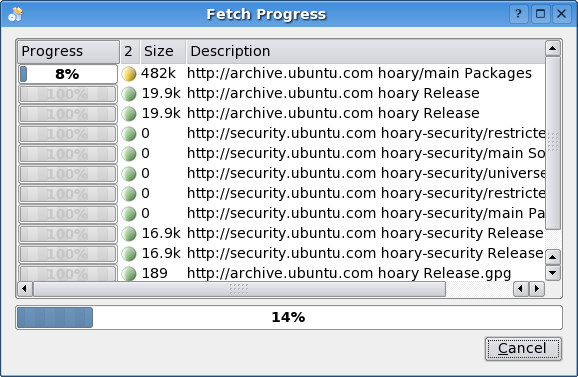 Fetch Progress
Progress 2 Size Description
8% 482k http://archive.ubuntu.com hoary/main Packages
100% 19.9k http://archive.ubuntu.com hoary Release
100% 19.9k http://archive.ubuntu.com hoary Release
100% 0 http://security.ubuntu.com hoary-security/restricte
100% 0 http://security.ubuntu.com hoary-security/main So
100% 0 http://security.ubuntu.com hoary-security/universe
100% 0 http://security.ubuntu.com hoary-security/restricte
100% 0 http://security.ubuntu.com hoary-security/main Pa
100% 16.9k http://security.ubuntu.com hoary-security Release
100% 16.9k http://security.ubuntu.com hoary-security Release
100% 189 http://archive.ubuntu.com hoary Release.gpg
14%
Cancel